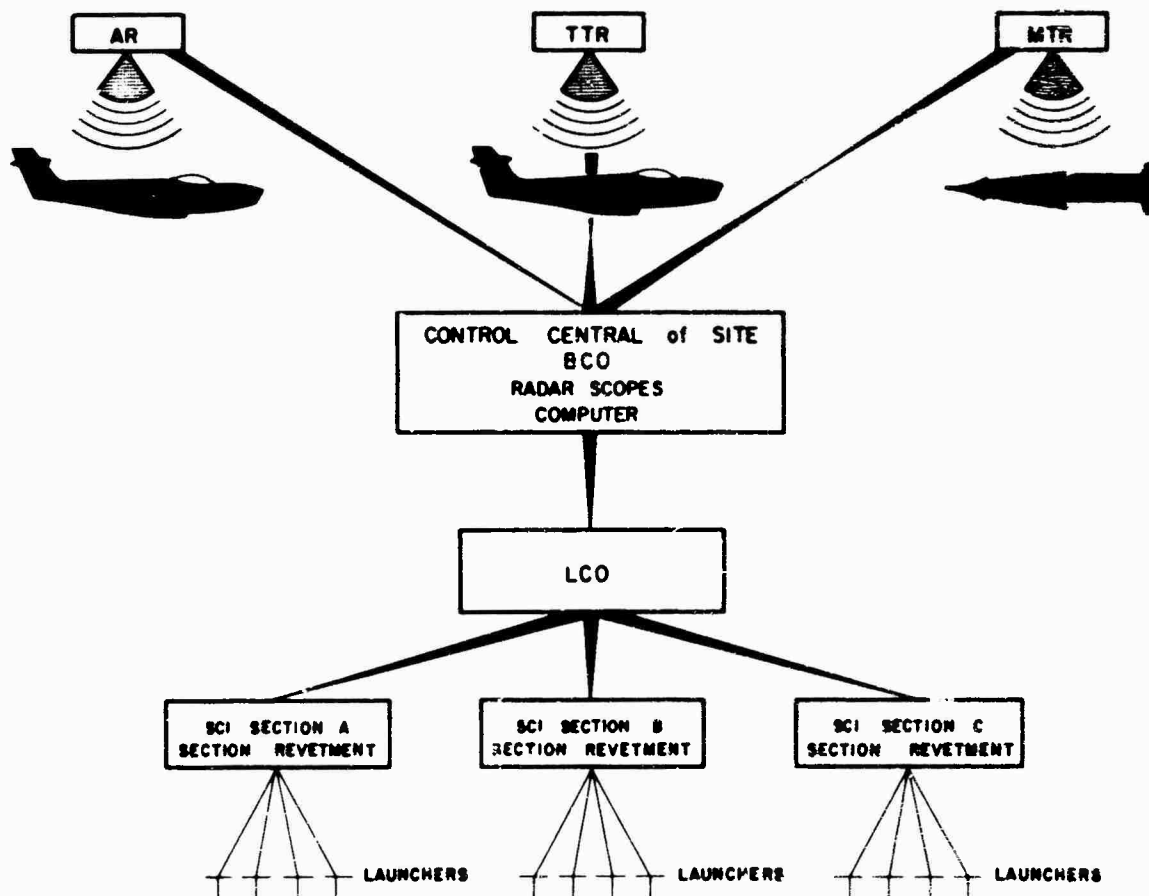 AR
TTR
MTR
CONTROL CENTRAL of SITE
BCO
RADAR SCOPES
COMPUTER
LCO
SCI SECTION A
SECTION REVETMENT
SCI SECTION B
SECTION REVETMENT
SCI SECTION C
SECTION REVETMENT
LAUNCHERS
LAUNCHERS
LAUNCHERS